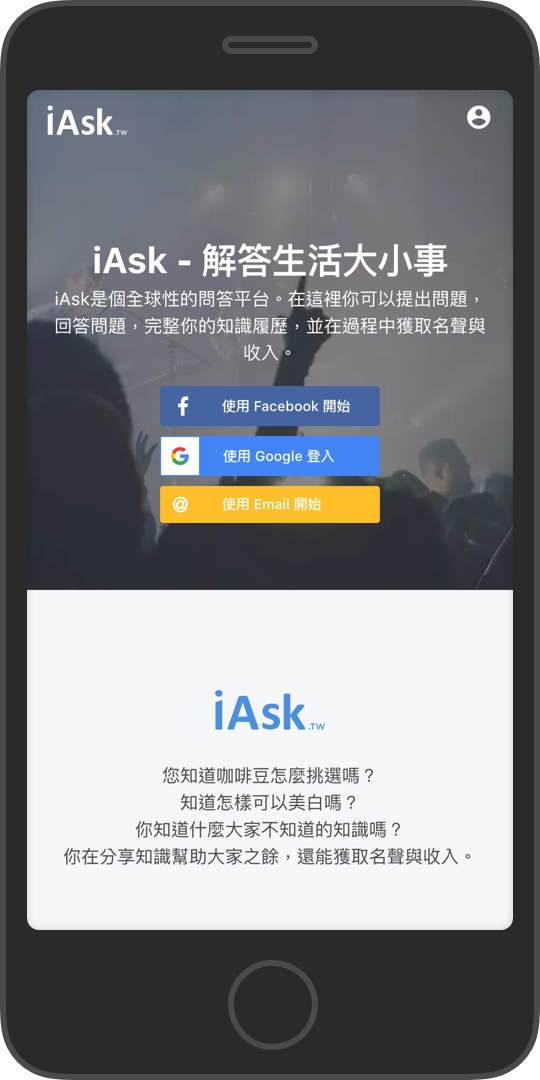 iAsk.TW
iAsk - 解答生活大小事
iAsk是個全球性的問答平台。在這裡你可以提出問題，
回答問題，完整你的知識履歷，並在過程中獲取名聲與
收入。
使用 Facebook 開始
G 使用 Google 登入
@ 使用 Email 開始
iAsk.TW
您知道咖啡豆怎麼挑選嗎？
知道怎樣可以美白嗎？
你知道什麼大家不知道的知識嗎？
你在分享知識幫助大家之餘，還能獲取名聲與收入。